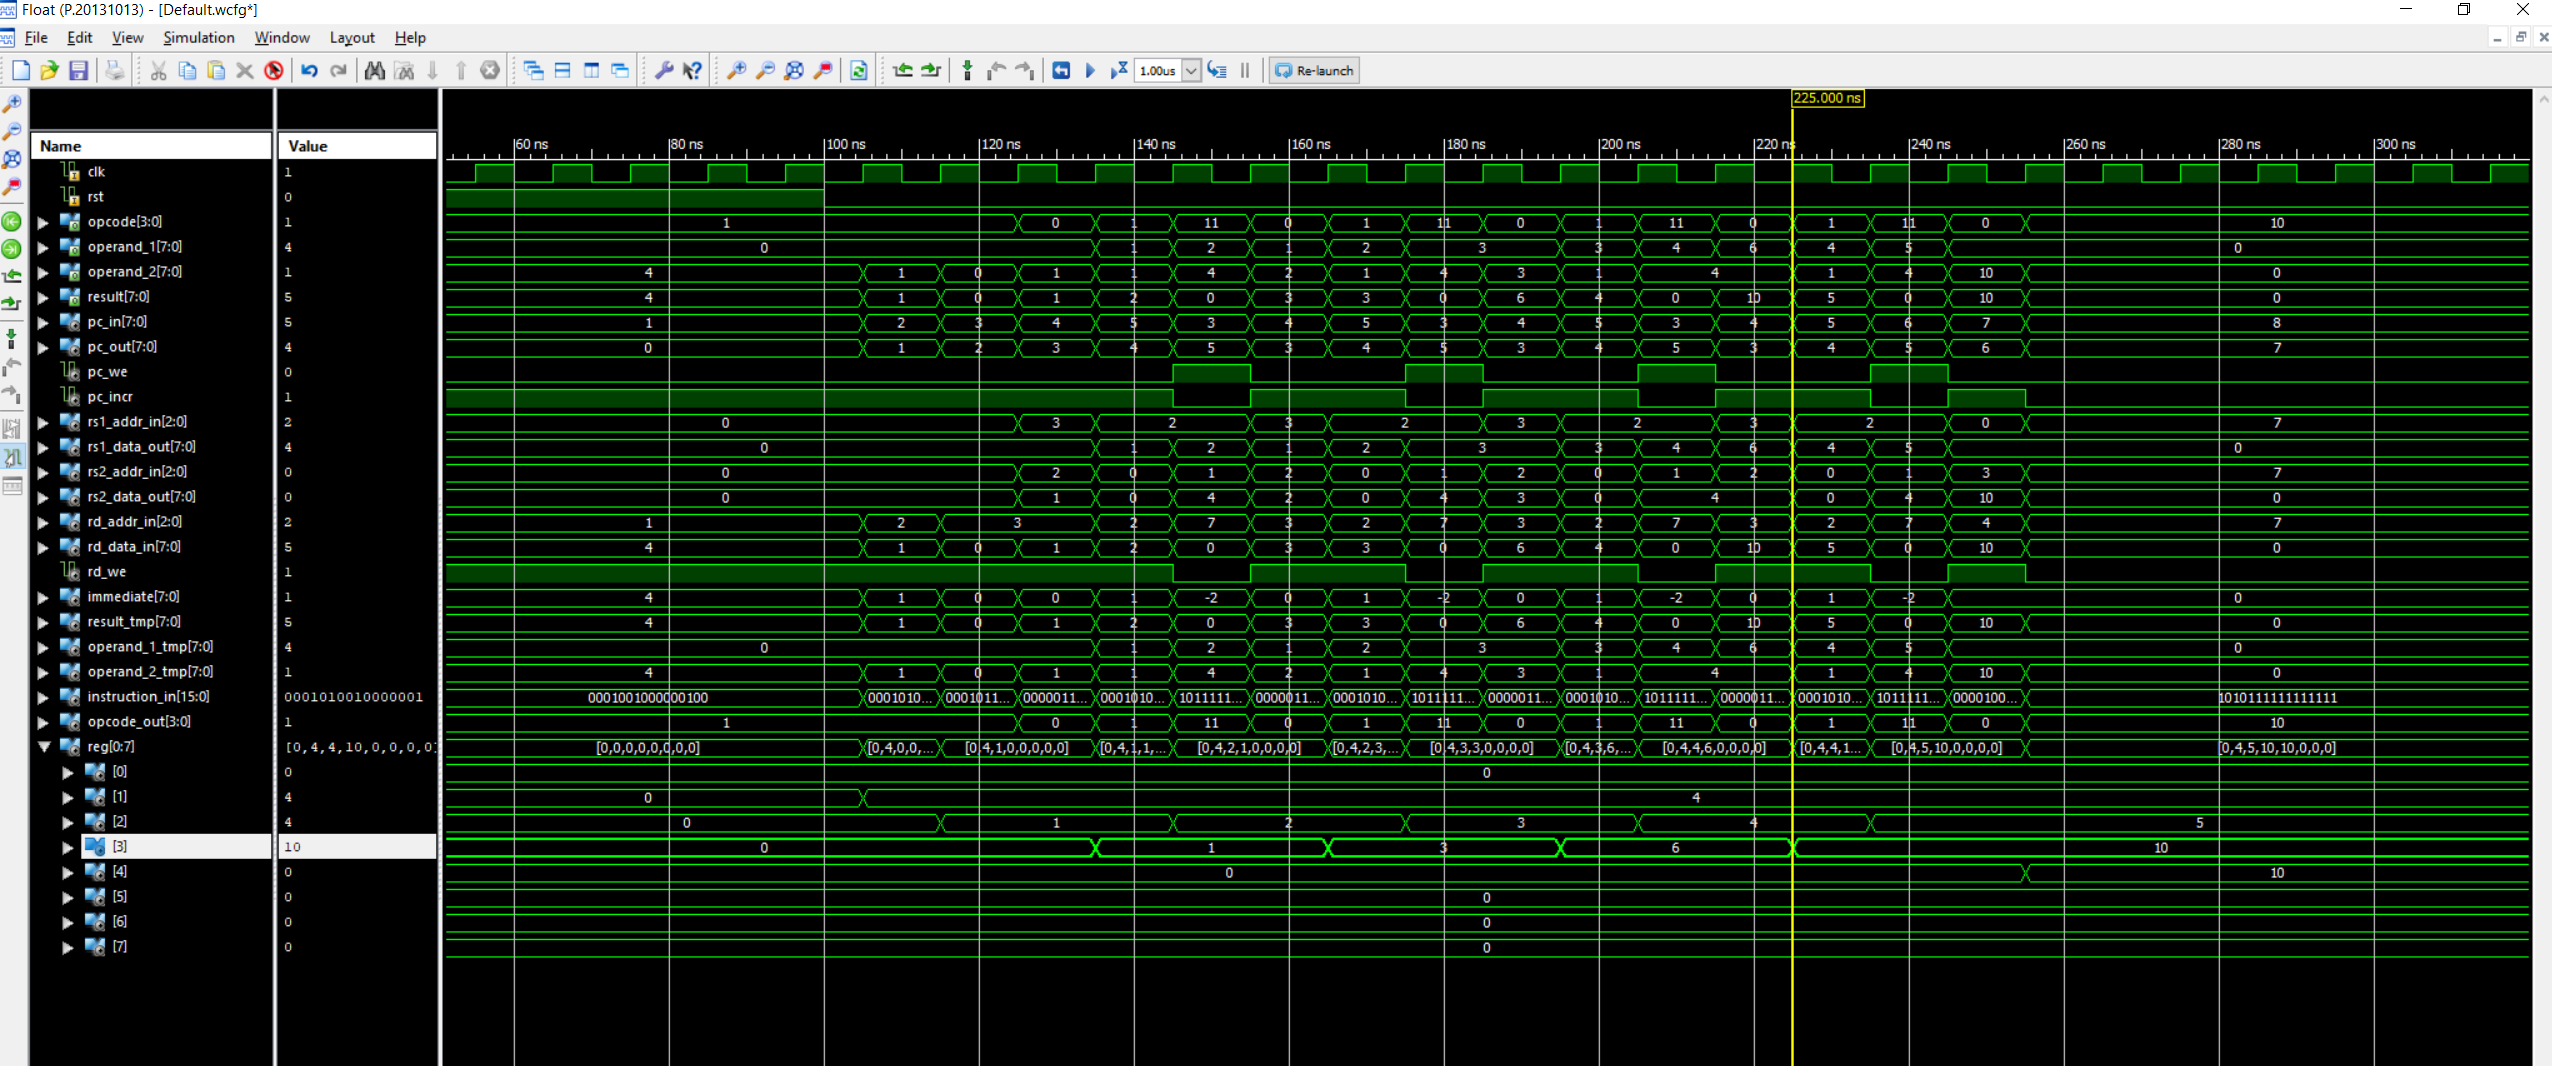 Float (P.20131013) - [Default.wcfg*]
File Edit View Simulation Window Layout Help
1.00us Re-launch
225.000 ns
Name Value 60 ns 80 ns 100 ns 120 ns 140 ns 160 ns 180 ns 200 ns 220 ns 240 ns 260 ns 280 ns 300 ns
clk 1
rst 0
opcode[3:0] 1 1 0 1 11 0 1 11 0 1 11 0 1 11 0 10
operand_1[7:0] 4 0 1 2 1 2 3 3 4 6 4 5 0
operand_2[7:0] 1 4 1 0 1 1 4 2 1 4 3 1 4 1 4 10 0
result[7:0] 5 4 1 0 1 2 0 3 3 0 6 4 0 10 5 0 10 0
pc_in[7:0] 5 1 2 3 4 5 3 4 5 3 4 5 3 4 5 6 7 8
pc_out[7:0] 4 0 1 2 3 4 5 3 4 5 3 4 5 3 4 5 6 7
pc_we 0
pc_incr 1
rs1_addr_in[2:0] 2 0 3 2 3 2 3 2 3 2 0 7
rs1_data_out[7:0] 4 0 1 2 1 2 3 3 4 6 4 5 0
rs2_addr_in[2:0] 0 0 2 0 1 2 0 1 2 0 1 2 0 1 3 7
rs2_data_out[7:0] 0 0 1 0 4 2 0 4 3 0 4 0 4 10 0
rd_addr_in[2:0] 2 1 2 3 2 7 3 2 7 3 2 7 3 2 7 4 7
rd_data_in[7:0] 5 4 1 0 1 2 0 3 3 0 6 4 0 10 5 0 10 0
rd_we 1
immediate[7:0] 1 4 1 0 0 1 -2 0 1 -2 0 1 -2 0 1 -2 0
result_tmp[7:0] 5 4 1 0 1 2 0 3 3 0 6 4 0 10 5 0 10 0
operand_1_tmp[7:0] 4 0 1 2 1 2 3 3 4 6 4 5 0
operand_2_tmp[7:0] 1 4 1 0 1 1 4 2 1 4 3 1 4 1 4 10 0
instruction_in[15:0] 0001010010000001 0001001000000100 0001010... 0001011... 0000011... 0001010... 1011111... 0000011... 0001010... 1011111... 0000011... 0001010... 1011111... 0000011... 0001010... 1011111... 0000100... 1010111111111111
opcode_out[3:0] 1 1 0 1 11 0 1 11 0 1 11 0 1 11 0 10
reg[0:7] [0,4,4,10,0,0,0,0] [0,0,0,0,0,0,0,0] [0,4,0,0,... [0,4,1,0,0,0,0,0] [0,4,1,1,... [0,4,2,1,0,0,0,0] [0,4,2,3,... [0,4,3,3,0,0,0,0] [0,4,3,6,... [0,4,4,6,0,0,0,0] [0,4,4,1... [0,4,5,10,0,0,0,0] [0,4,5,10,10,0,0,0]
[0] 0 0
[1] 4 0 4
[2] 4 0 1 2 3 4 5
[3] 10 0 1 3 6 10
[4] 0 0 10
[5] 0 0
[6] 0 0
[7] 0 0